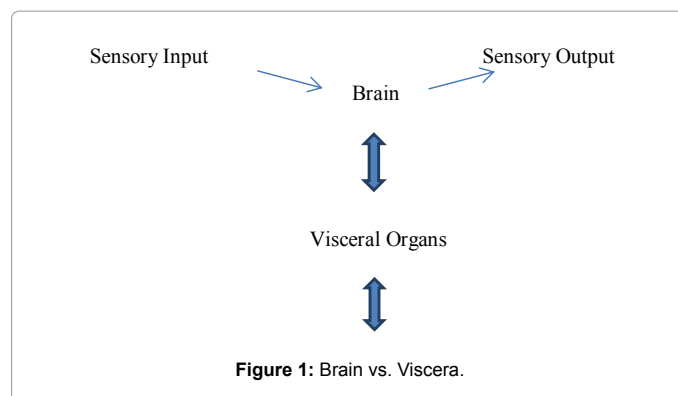 Sensory Input
Sensory Output
Brain
Visceral Organs
Figure 1: Brain vs. Viscera.